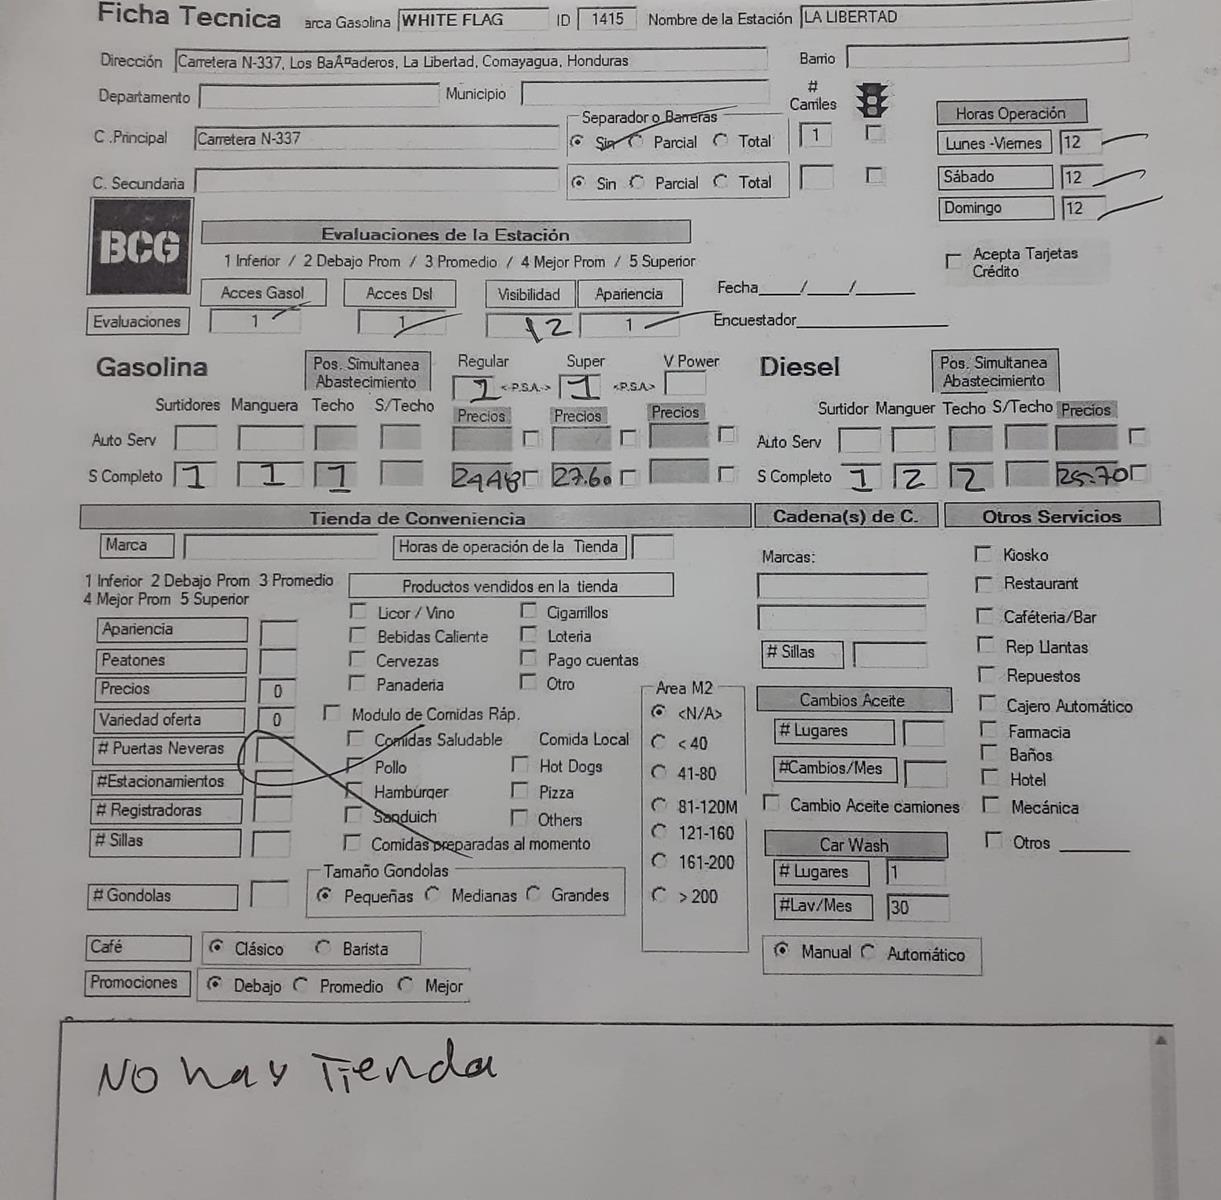 Ficha Tecnica arca Gasolina WHITE FLAG ID 1415 Nombre de la Estación LA LIBERTAD
Dirección Carretera N-337, Los BaÃ¤aderos, La Libertad, Comayagua, Honduras Barrio
Departamento Municipio # Carriles Horas Operación
Separador o Barreras
C .Principal Carretera N-337 Sin Parcial Total 1 Lunes -Viernes 12
C. Secundaria Sin Parcial Total Sábado 12
Domingo 12
BCG
Evaluaciones de la Estación
1 Inferior / 2 Debajo Prom / 3 Promedio / 4 Mejor Prom / 5 Superior
Acepta Tarjetas Crédito
Acces Gasol Acces Dsl Visibilidad Apariencia Fecha___/___/_____
Evaluaciones 1 1 12 1 Encuestador
Gasolina Pos. Simultanea Abastecimiento Regular Super V Power Diesel Pos. Simultanea Abastecimiento
1 <-P.S.A.-> 1 <P.S.A>
Surtidores Manguera Techo S/Techo Precios Precios Precios Surtidor Manguer Techo S/Techo Precios
Auto Serv Auto Serv
S Completo 1 1 1 2448 27.60 S Completo 1 2 2 25.70
Tienda de Conveniencia Cadena(s) de C. Otros Servicios
Marca Horas de operación de la Tienda
1 Inferior 2 Debajo Prom 3 Promedio
4 Mejor Prom 5 Superior
Productos vendidos en la tienda
Apariencia
Peatones
Precios 0
Variedad oferta 0
# Puertas Neveras
#Estacionamientos
# Registradoras
# Sillas
# Gondolas
Licor / Vino Cigarrillos
Bebidas Caliente Loteria
Cervezas Pago cuentas
Panaderia Otro
Modulo de Comidas Ráp.
Comidas Saludable Comida Local
Pollo Hot Dogs
Hamburger Pizza
Sanduich Others
Comidas preparadas al momento
Tamaño Gondolas
Pequeñas Medianas Grandes
Area M2
<N/A>
< 40
41-80
81-120M
121-160
161-200
> 200
Marcas:
# Sillas
Cambios Aceite
# Lugares
#Cambios/Mes
Cambio Aceite camiones
Car Wash
# Lugares 1
#Lav/Mes 30
Manual Automático
Kiosko
Restaurant
Caféteria/Bar
Rep Llantas
Repuestos
Cajero Automático
Farmacia
Baños
Hotel
Mecánica
Otros
Café Clásico Barista
Promociones Debajo Promedio Mejor
NO hay Tienda